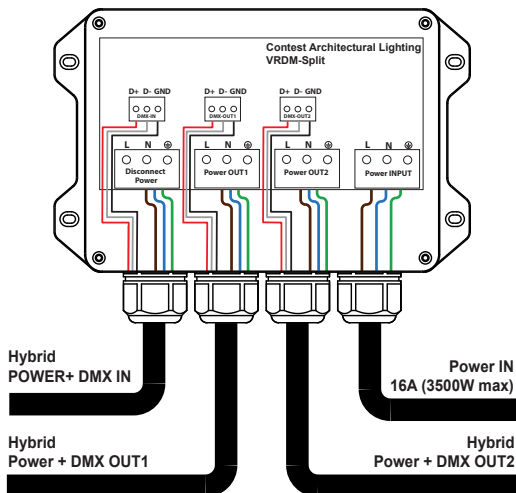 Contest Architectural Lighting
VRDM-Split
D+ D- GND
D+ D- GND
D+ D- GND
DMX-IN
DMX-OUT1
DMX-OUT2
L N
L N
L N
L N
Disconnect
Power
Power OUT1
Power OUT2
Power INPUT
Hybrid
POWER+ DMX IN
Power IN
16A (3500W max)
Hybrid
Power + DMX OUT1
Hybrid
Power + DMX OUT2